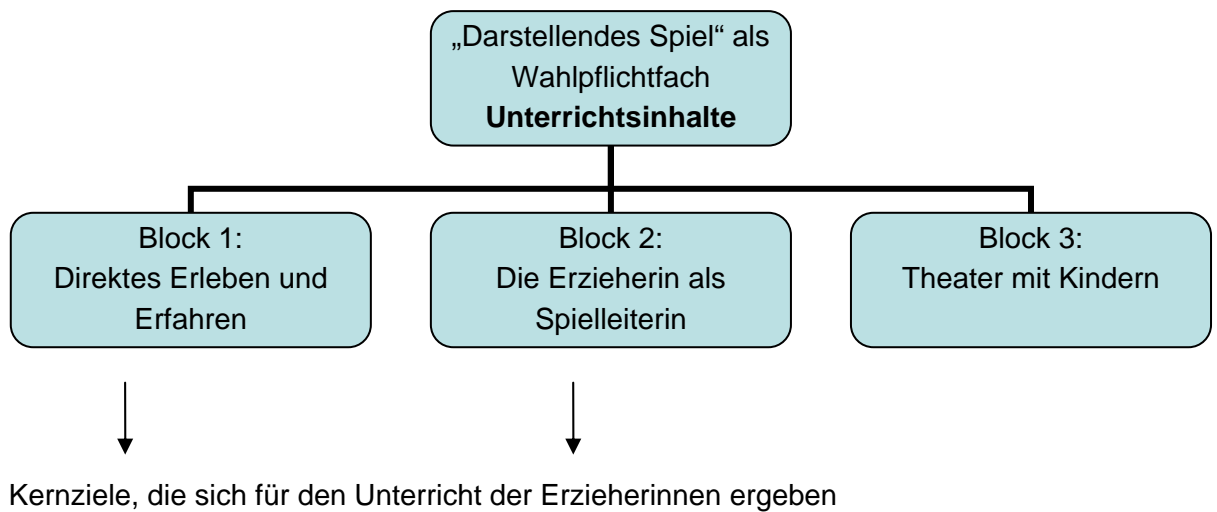 „Darstellendes Spiel“ als
Wahlpflichtfach
Unterrichtsinhalte
Block 1:
Direktes Erleben und
Erfahren
Block 2:
Die Erzieherin als
Spielleiterin
Block 3:
Theater mit Kindern
Kernziele, die sich für den Unterricht der Erzieherinnen ergeben